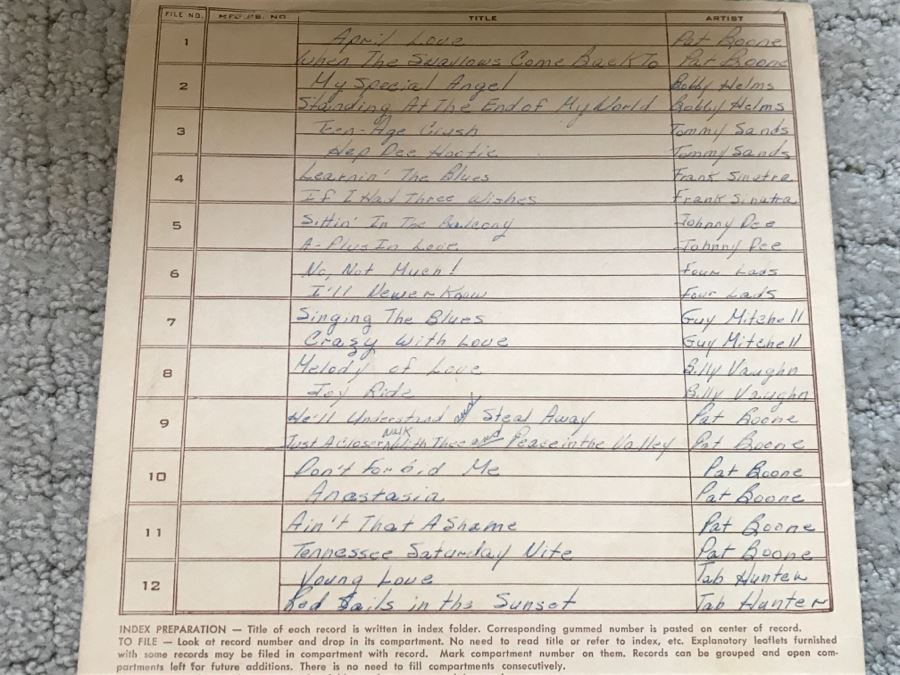 FILE NO. MFG'RS. NO. TITLE ARTIST
1 April Love Pat Boone
When The Swallows Come Back To Pat Boone
2 My Special Angel Bobby Helms
Standing At The End of My World Bobby Helms
3 Teen-Age Crush Tommy Sands
Hep Dee Hootie Tommy Sands
4 Learnin' The Blues Frank Sinatra
If I Had Three Wishes Frank Sinatra
5 Sittin' In The Balcony Johnny Dee
A-Plus In Love Johnny Dee
6 No, Not Much! Four Lads
I'll Never Know Four Lads
7 Singing The Blues Guy Mitchell
Crazy With Love Guy Mitchell
8 Melody of Love Billy Vaughn
Joy Ride Billy Vaughn
9 He'll Understand and Steal Away Pat Boone
Just A Closer Walk With Thee and Peace in the Valley Pat Boone
10 Don't Forbid Me Pat Boone
Anastasia Pat Boone
11 Ain't That A Shame Pat Boone
Tennessee Saturday Nite Pat Boone
12 Young Love Tab Hunter
Red Sails in the Sunset Tab Hunter
INDEX PREPARATION — Title of each record is written in index folder. Corresponding gummed number is pasted on center of record.
TO FILE — Look at record number and drop in its compartment. No need to read title or refer to index, etc. Explanatory leaflets furnished
with some records may be filed in compartment with record. Mark compartment number on them. Records can be grouped and open com-
partments left for future additions. There is no need to fill compartments consecutively.